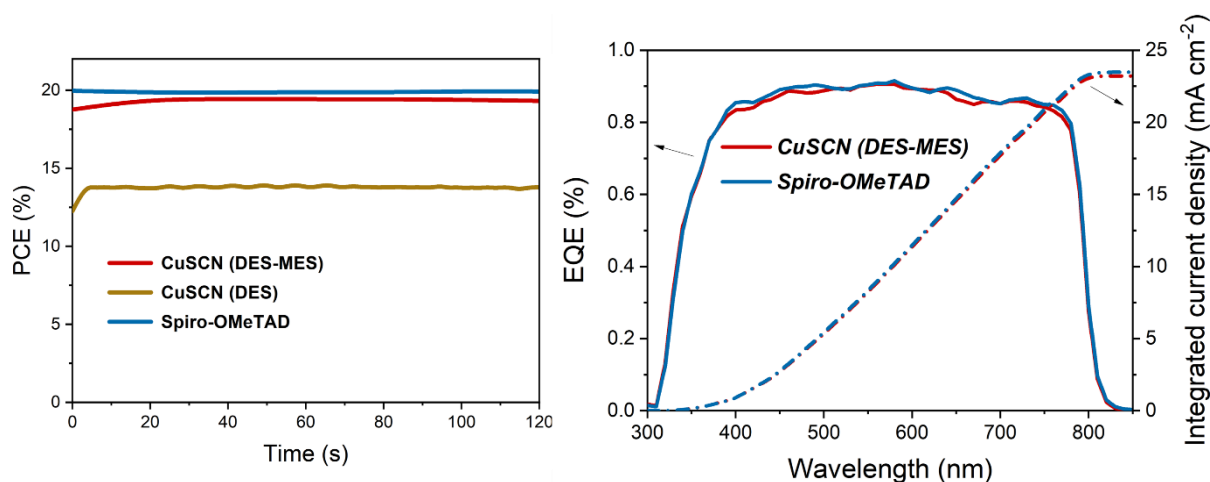 PCE (%)
20
15
10
5
0
CuSCN (DES-MES)
CuSCN (DES)
Spiro-OMeTAD
0 20 40 60 80 100 120
Time (s)
EQE (%)
1.0
0.8
0.6
0.4
0.2
0.0
CuSCN (DES-MES)
Spiro-OMeTAD
300 400 500 600 700 800
Wavelength (nm)
25
20
15
10
5
0
Integrated current density (mA cm⁻²)